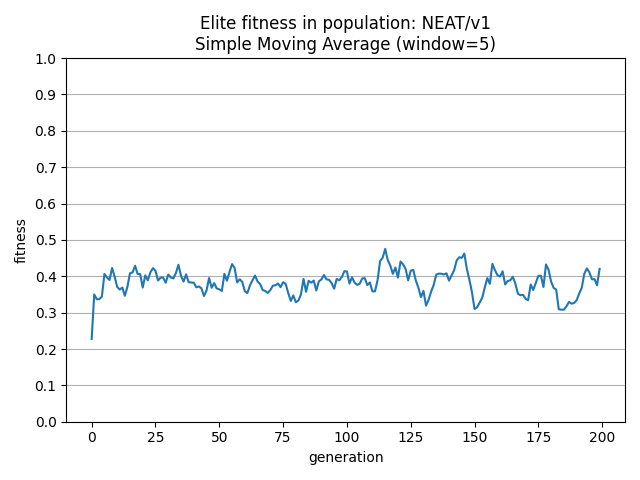 Elite fitness in population: NEAT/v1
Simple Moving Average (window=5)
1.0
0.9
0.8
0.7
0.6
0.5
0.4
0.3
0.2
0.1
0.0
fitness
0 25 50 75 100 125 150 175 200
generation